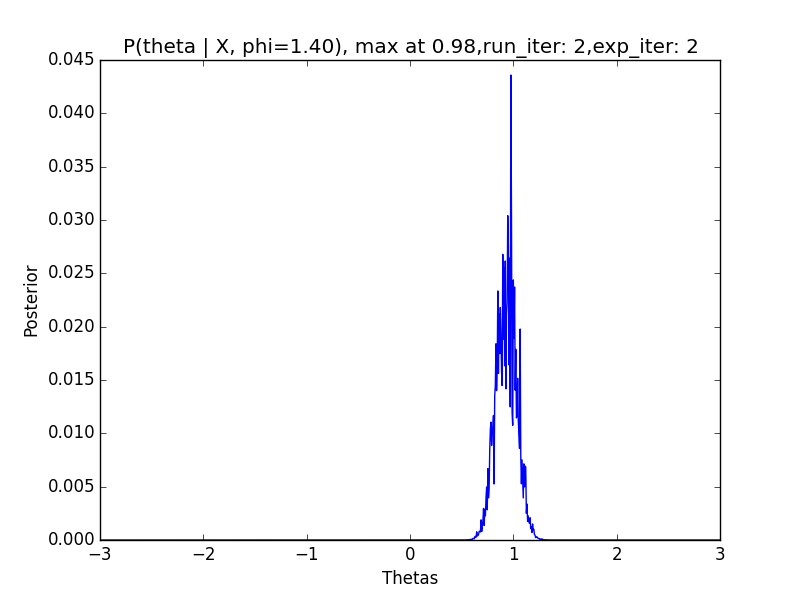 P(theta | X, phi=1.40), max at 0.98,run_iter: 2,exp_iter: 2
0.045
0.040
0.035
0.030
0.025
0.020
0.015
0.010
0.005
0.000
Posterior
−3 −2 −1 0 1 2 3
Thetas